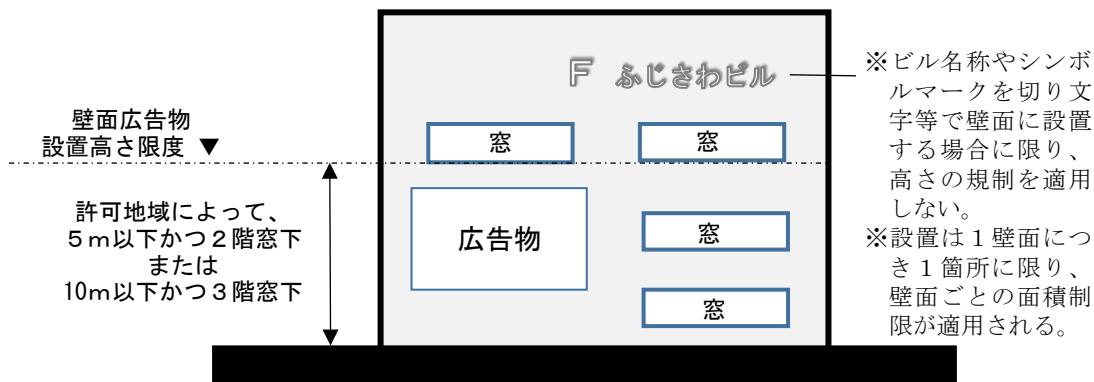 F ふじさわビル
※ビル名称やシンボ
ルマークを切り文
字等で壁面に設置
する場合に限り、
高さの規制を適用
しない。
※設置は１壁面につ
き１箇所に限り、
壁面ごとの面積制
限が適用される。
壁面広告物
設置高さ限度 ▼
窓
窓
許可地域によって、
５ｍ以下かつ２階窓下
または
10ｍ以下かつ３階窓下
広告物
窓
窓